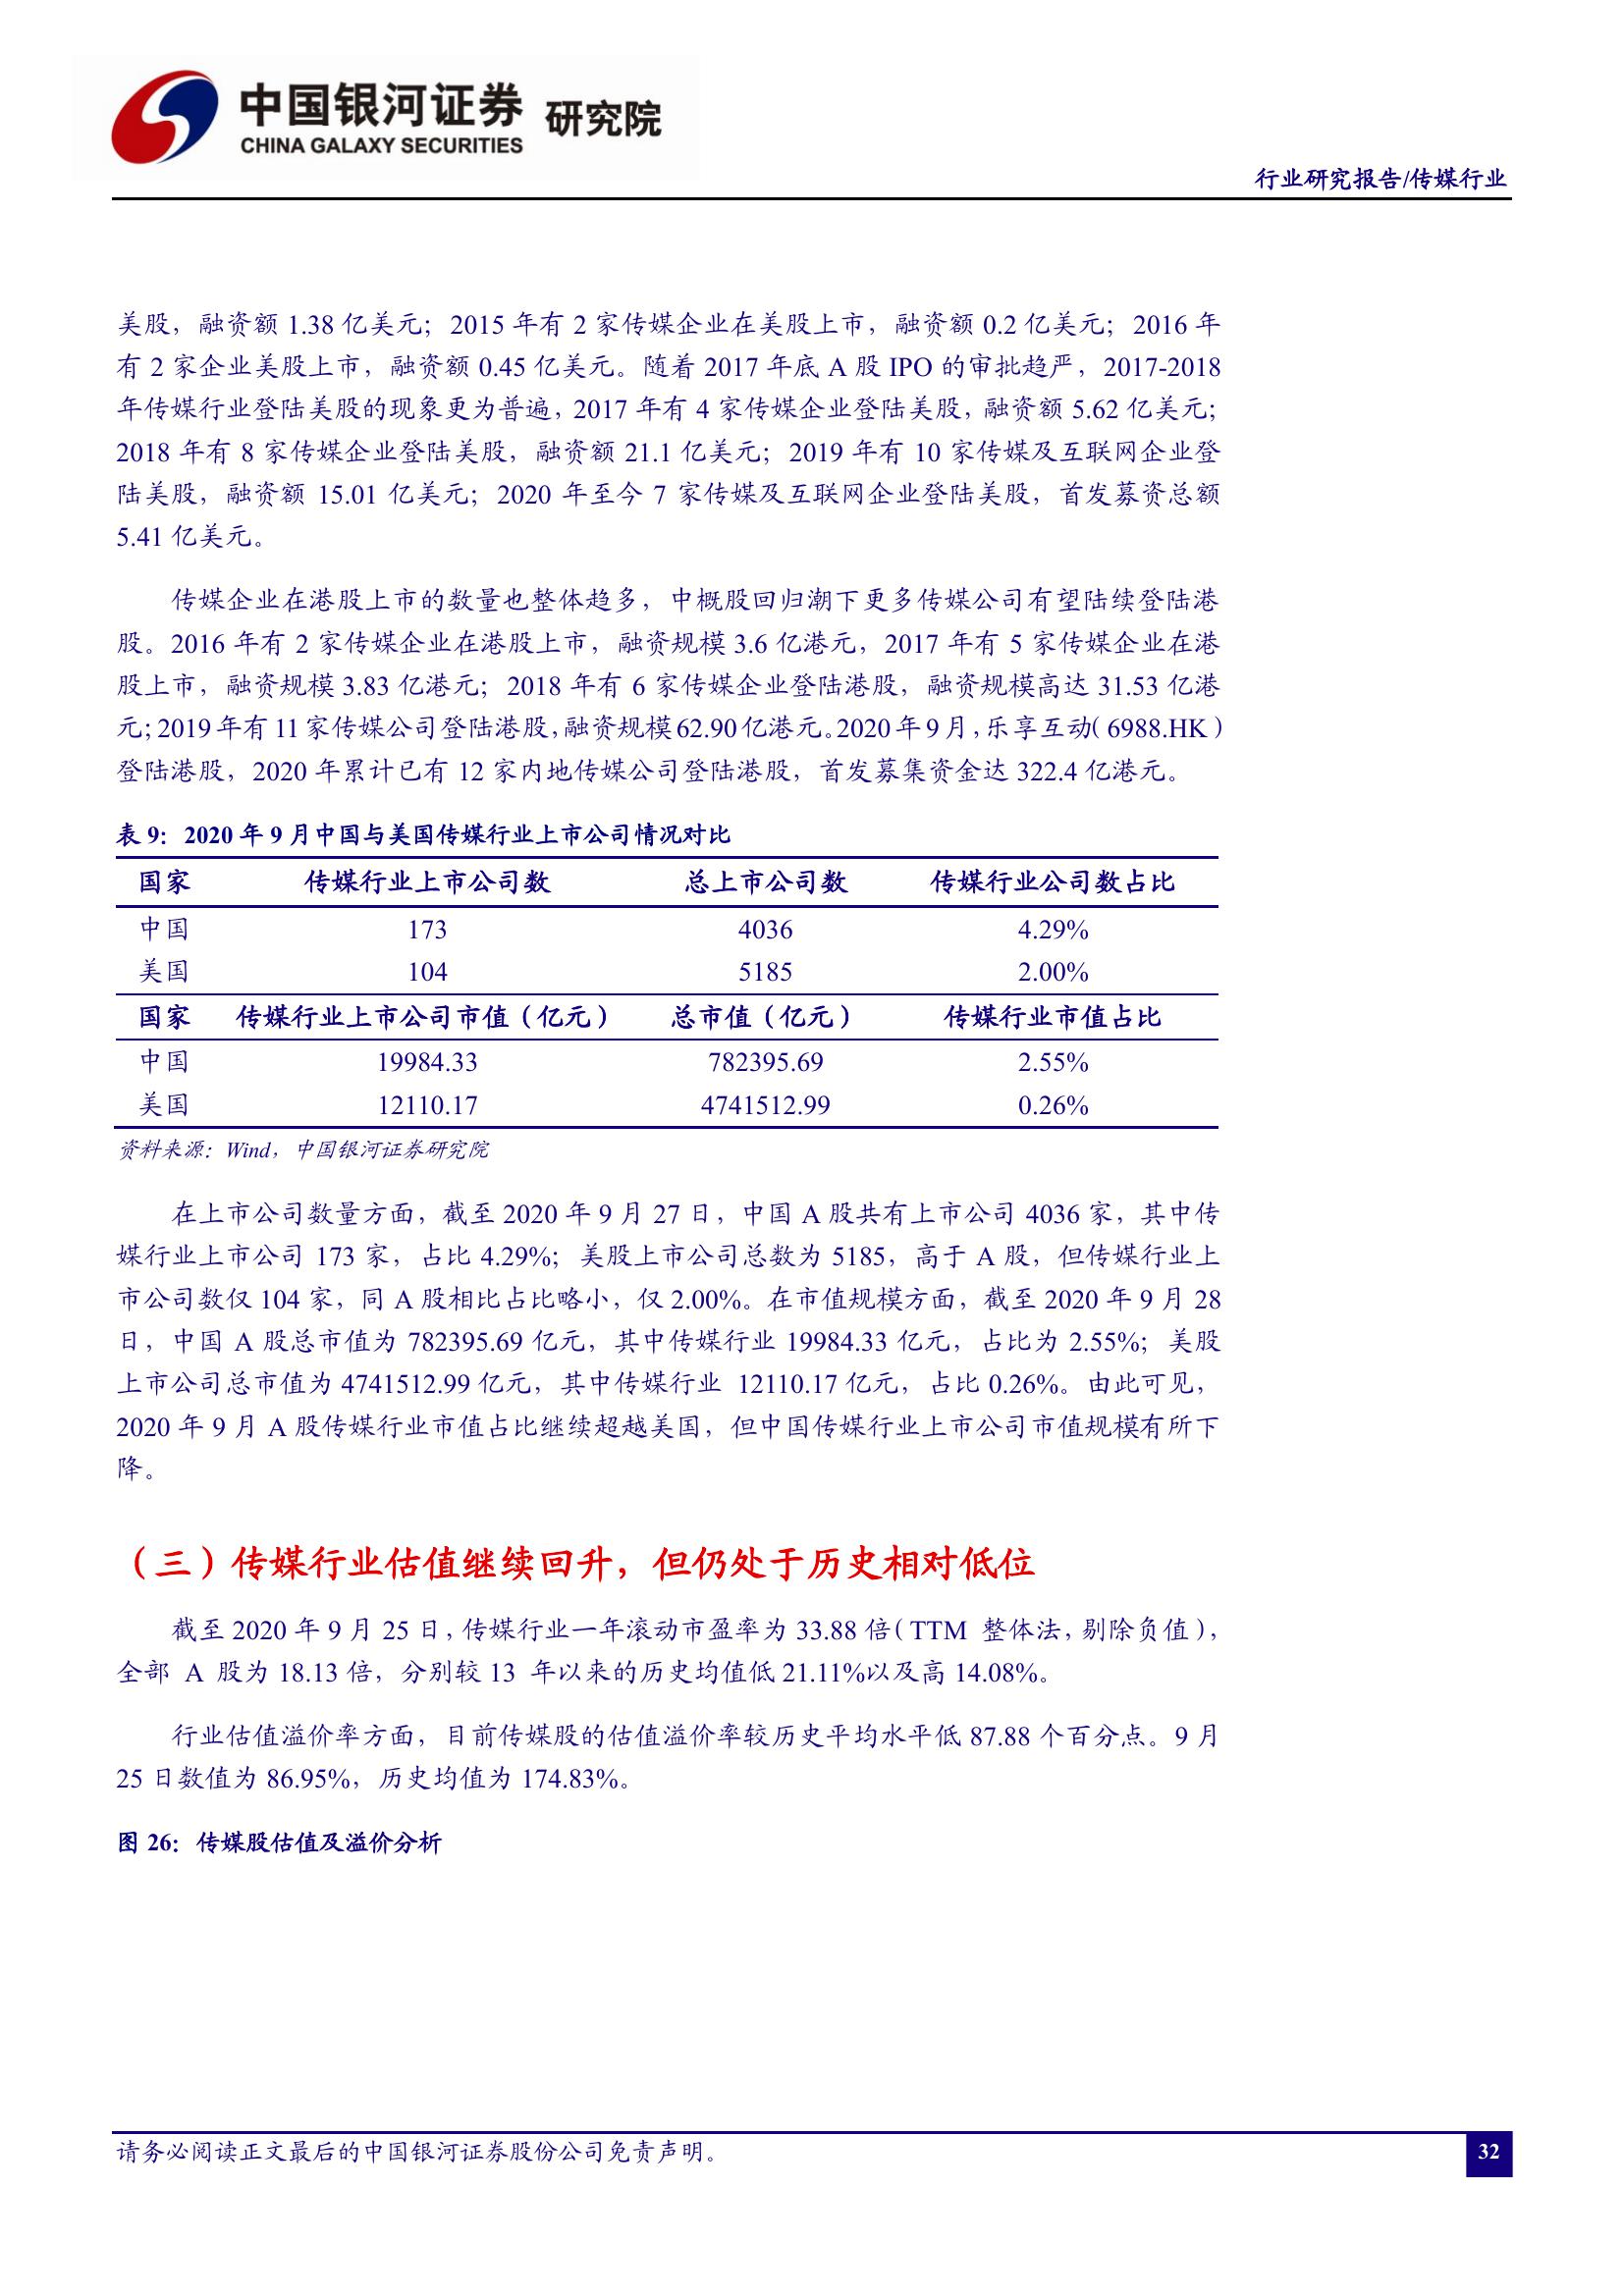 中国银河证券 研究院
CHINA GALAXY SECURITIES
行业研究报告/传媒行业
美股，融资额 1.38 亿美元；2015 年有 2 家传媒企业在美股上市，融资额 0.2 亿美元；2016 年
有 2 家企业美股上市，融资额 0.45 亿美元。随着 2017 年底 A 股 IPO 的审批趋严，2017-2018
年传媒行业登陆美股的现象更为普遍，2017 年有 4 家传媒企业登陆美股，融资额 5.62 亿美元；
2018 年有 8 家传媒企业登陆美股，融资额 21.1 亿美元；2019 年有 10 家传媒及互联网企业登
陆美股，融资额 15.01 亿美元；2020 年至今 7 家传媒及互联网企业登陆美股，首发募资总额
5.41 亿美元。
传媒企业在港股上市的数量也整体趋多，中概股回归潮下更多传媒公司有望陆续登陆港
股。2016 年有 2 家传媒企业在港股上市，融资规模 3.6 亿港元，2017 年有 5 家传媒企业在港
股上市，融资规模 3.83 亿港元；2018 年有 6 家传媒企业登陆港股，融资规模高达 31.53 亿港
元；2019 年有 11 家传媒公司登陆港股，融资规模 62.90 亿港元。2020 年 9 月，乐享互动（6988.HK）
登陆港股，2020 年累计已有 12 家内地传媒公司登陆港股，首发募集资金达 322.4 亿港元。
表 9：2020 年 9 月中国与美国传媒行业上市公司情况对比
国家 传媒行业上市公司数 总上市公司数 传媒行业公司数占比
中国 173 4036 4.29%
美国 104 5185 2.00%
国家 传媒行业上市公司市值（亿元） 总市值（亿元） 传媒行业市值占比
中国 19984.33 782395.69 2.55%
美国 12110.17 4741512.99 0.26%
资料来源：Wind，中国银河证券研究院
在上市公司数量方面，截至 2020 年 9 月 27 日，中国 A 股共有上市公司 4036 家，其中传
媒行业上市公司 173 家，占比 4.29%；美股上市公司总数为 5185，高于 A 股，但传媒行业上
市公司数仅 104 家，同 A 股相比占比略小，仅 2.00%。在市值规模方面，截至 2020 年 9 月 28
日，中国 A 股总市值为 782395.69 亿元，其中传媒行业 19984.33 亿元，占比为 2.55%；美股
上市公司总市值为 4741512.99 亿元，其中传媒行业 12110.17 亿元，占比 0.26%。由此可见，
2020 年 9 月 A 股传媒行业市值占比继续超越美国，但中国传媒行业上市公司市值规模有所下
降。
（三）传媒行业估值继续回升，但仍处于历史相对低位
截至 2020 年 9 月 25 日，传媒行业一年滚动市盈率为 33.88 倍（TTM 整体法，剔除负值），
全部 A 股为 18.13 倍，分别较 13 年以来的历史均值低 21.11%以及高 14.08%。
行业估值溢价率方面，目前传媒股的估值溢价率较历史平均水平低 87.88 个百分点。9 月
25 日数值为 86.95%，历史均值为 174.83%。
图 26：传媒股估值及溢价分析
请务必阅读正文最后的中国银河证券股份公司免责声明。
32